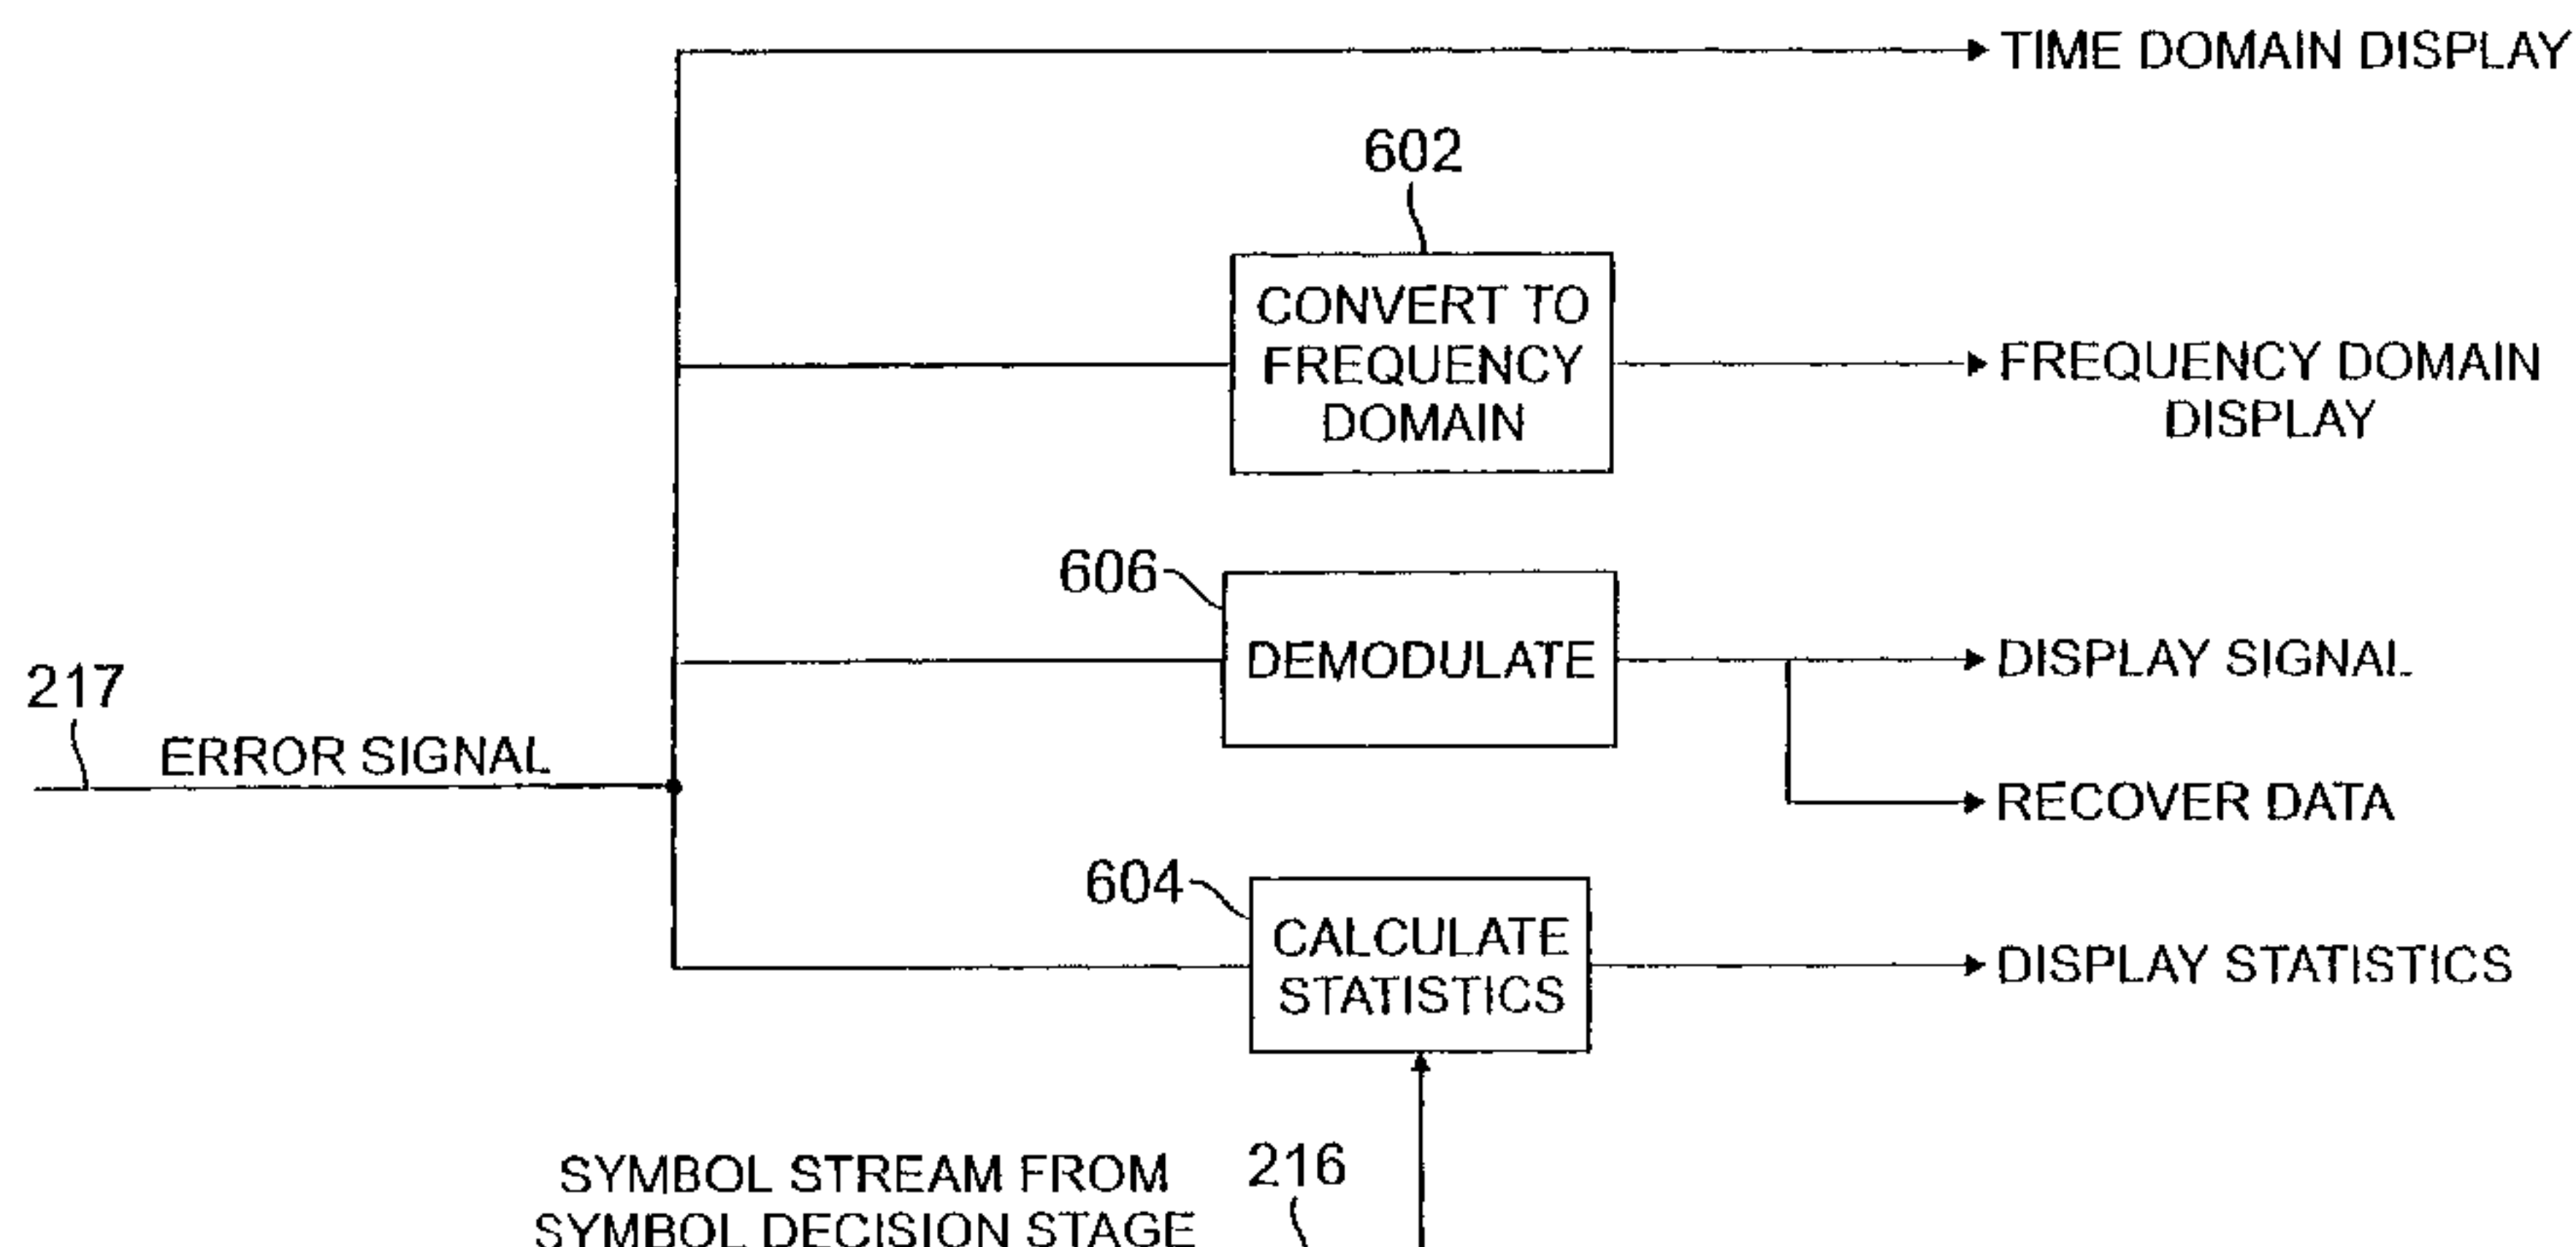 TIME DOMAIN DISPLAY
602
CONVERT TO
FREQUENCY
DOMAIN
FREQUENCY DOMAIN
DISPLAY
606
DEMODULATE
DISPLAY SIGNAL
217
ERROR SIGNAL
RECOVER DATA
604
CALCULATE
STATISTICS
DISPLAY STATISTICS
SYMBOL STREAM FROM
SYMBOL DECISION STAGE
216